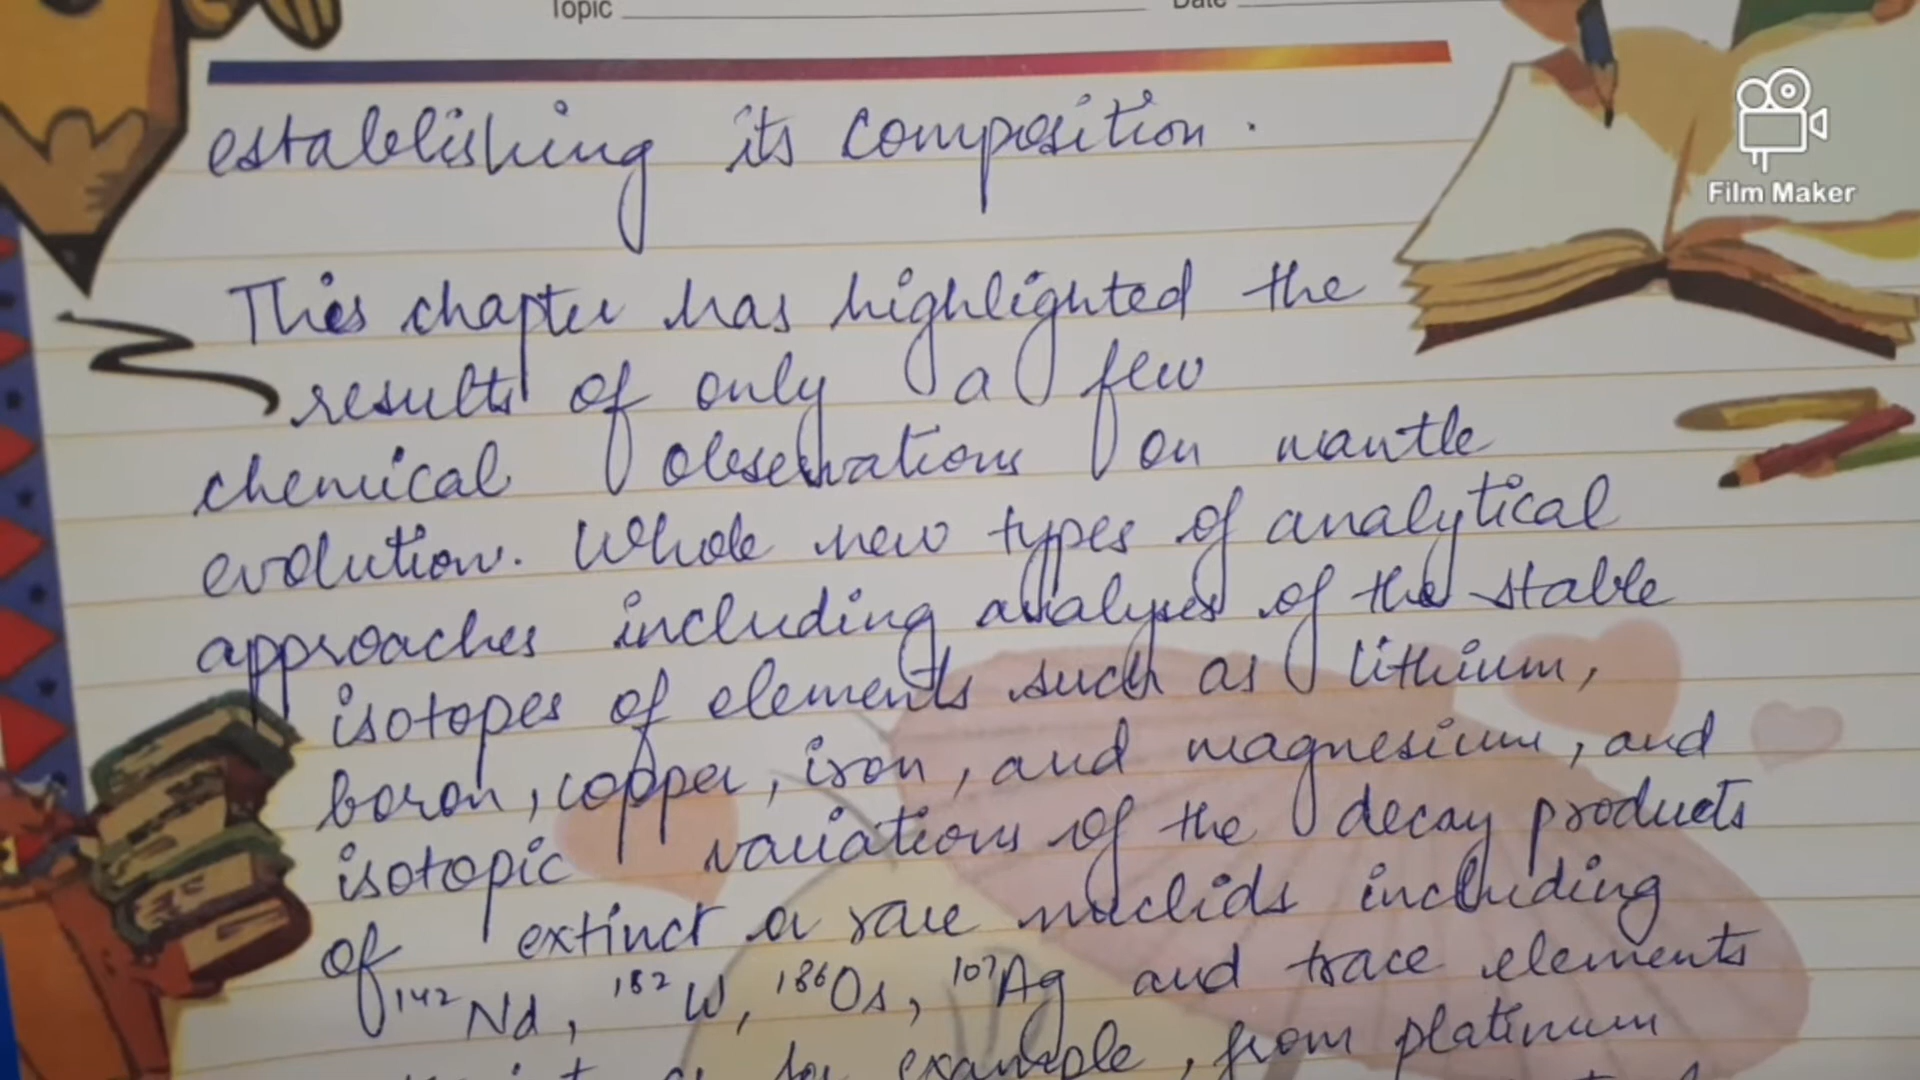 Topic
Date
establishing its composition.
This chapter has highlighted the
results of only a few
chemical observations on mantle
evolution. Whole new types of analytical
approaches including analyses of the stable
isotopes of elements such as lithium,
boron, copper, iron, and magnesium, and
isotopic variations of the decay products
of extinct or rare nuclids including
¹⁴²Nd, ¹⁸²W, ¹⁸⁶Os, ¹⁰⁷Ag and trace elements
for example, from platinum
Film Maker